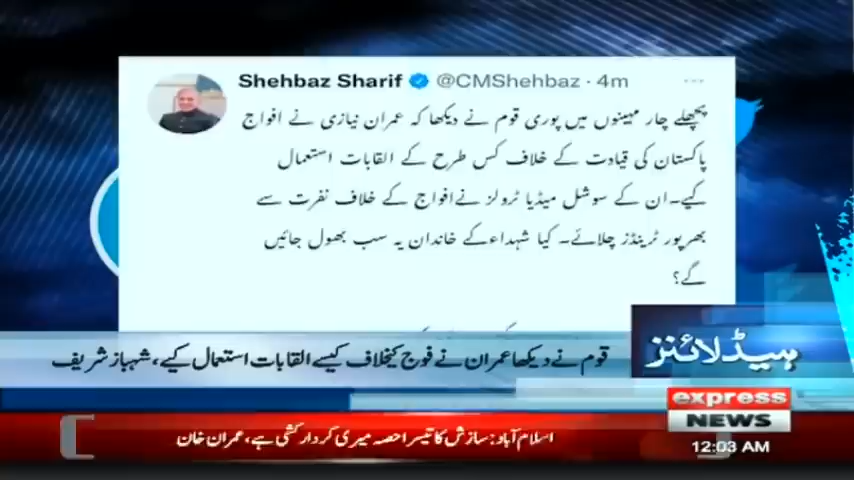 Shehbaz Sharif @CMShehbaz · 4m
پچھلے چار مہینوں میں پوری قوم نے دیکھا کہ عمران نیازی نے افواج
پاکستان کی قیادت کے خلاف کس طرح کے القابات استعمال
کیے۔ان کے سوشل میڈیا ٹرولز نےافواج کے خلاف نفرت سے
بھرپور ٹرینڈز چلائے۔ کیا شہداءکے خاندان یہ سب بھول جائیں
گے؟
ہیڈلائنز
قوم نے دیکھا عمران نے فوج کیخلاف کیسے القابات استعمال کیے، شہباز شریف
express
NEWS
اسلام آباد: سازش کا تیسرا حصہ میری کردار کشی ہے، عمران خان
12:03 AM